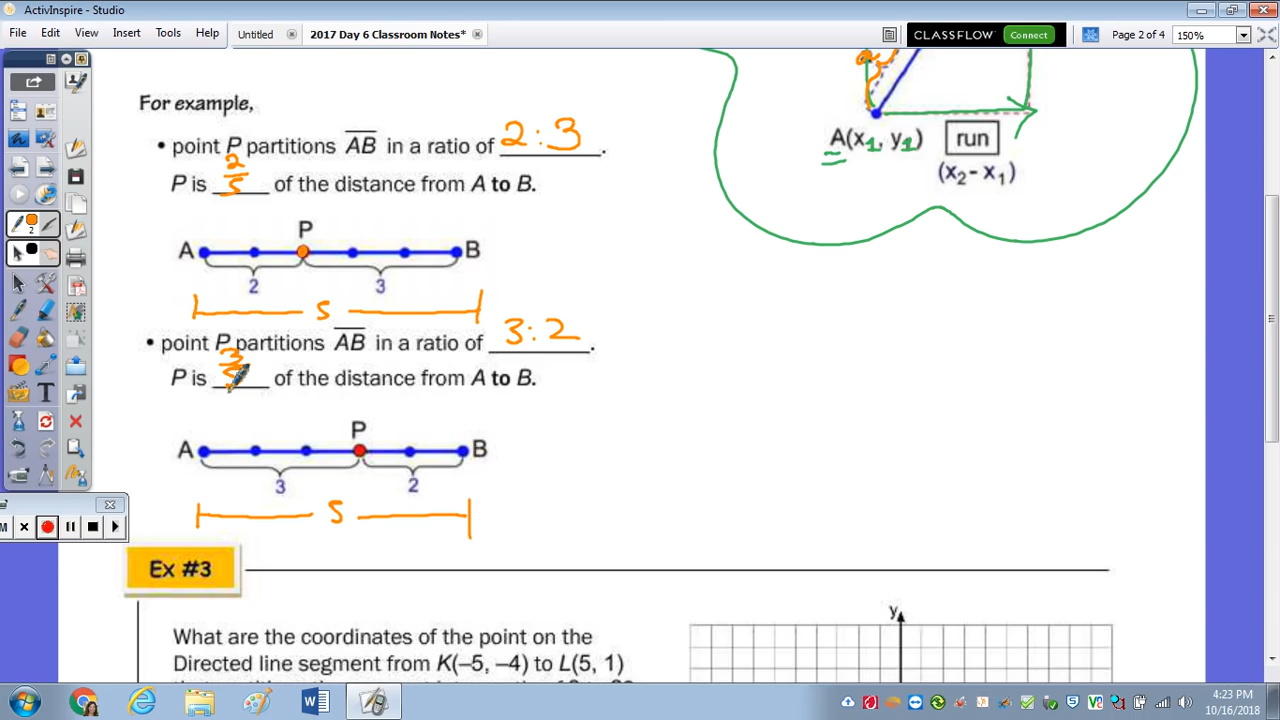 ActivInspire - Studio
File Edit View Insert Tools Help
Untitled
2017 Day 6 Classroom Notes*
CLASSFLOW Connect
Page 2 of 4
150%
For example,
• point P partitions AB in a ratio of 2:3.
P is 2/5 of the distance from A to B.
A P B
2 3
5
• point P partitions AB in a ratio of 3:2.
P is 3/5 of the distance from A to B.
A P B
3 2
5
A(x1, y1) run
(x2 - x1)
Ex #3
What are the coordinates of the point on the
Directed line segment from K(–5, –4) to L(5, 1)
y
2
4:23 PM
10/16/2018